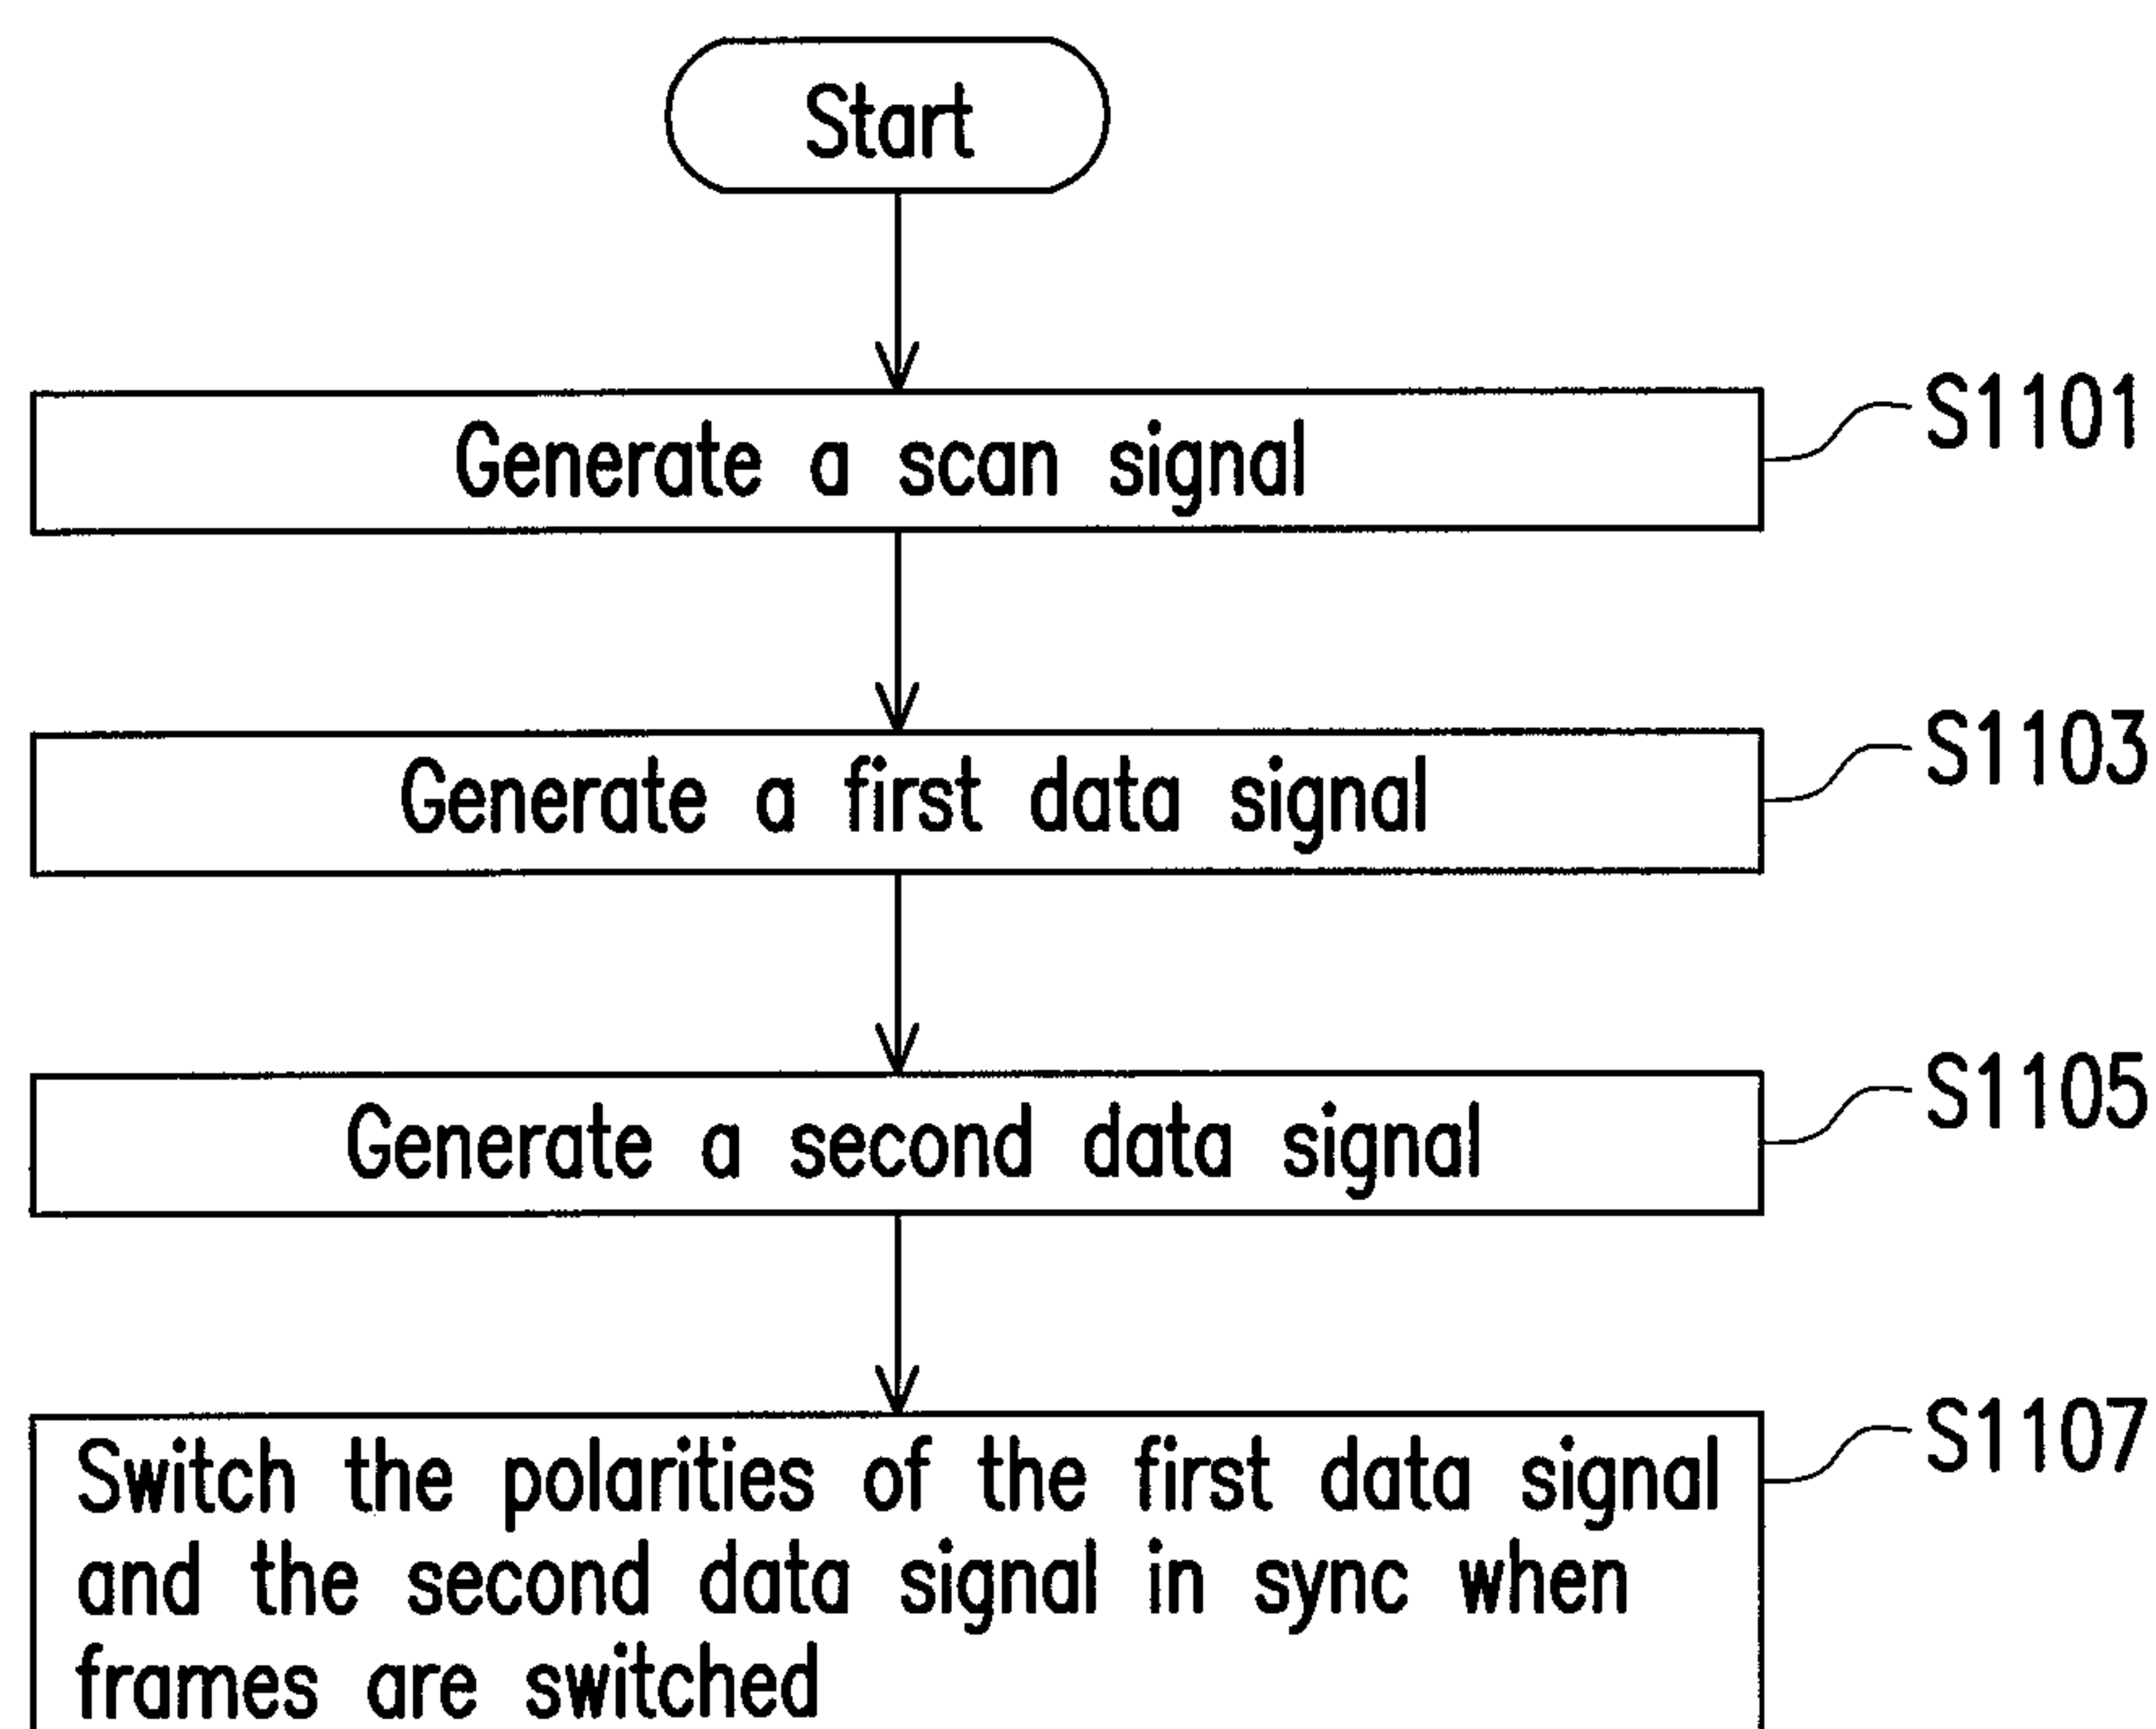 Start
Generate a scan signal
S1101
Generate a first data signal
S1103
Generate a second data signal
S1105
Switch the polarities of the first data signal
and the second data signal in sync when
frames are switched
S1107